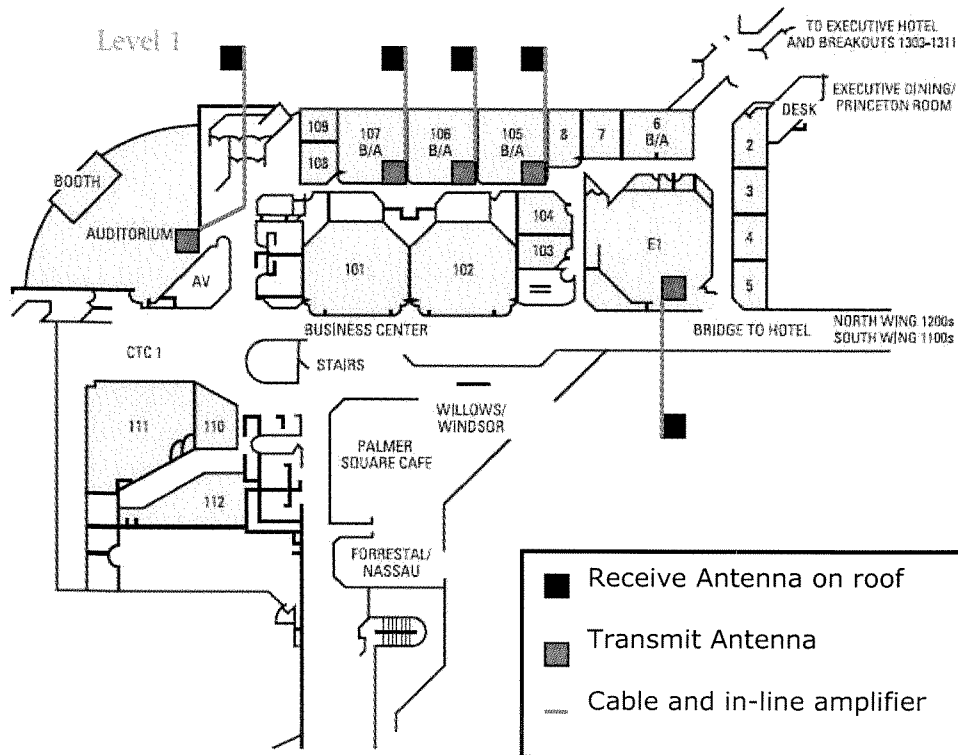 Level 1
TO EXECUTIVE HOTEL
AND BREAKOUTS 1303-1311
EXECUTIVE DINING/
PRINCETON ROOM
DESK
109
108
107
B/A
106
B/A
105
B/A
8
7
6
B/A
2
3
4
5
BOOTH
AUDITORIUM
AV
101
102
104
103
E1
BUSINESS CENTER
BRIDGE TO HOTEL
NORTH WING 1200s
SOUTH WING 1100s
CTC 1
STAIRS
111
110
112
WILLOWS/
WINDSOR
PALMER
SQUARE CAFE
FORRESTAL/
NASSAU
Receive Antenna on roof
Transmit Antenna
Cable and in-line amplifier